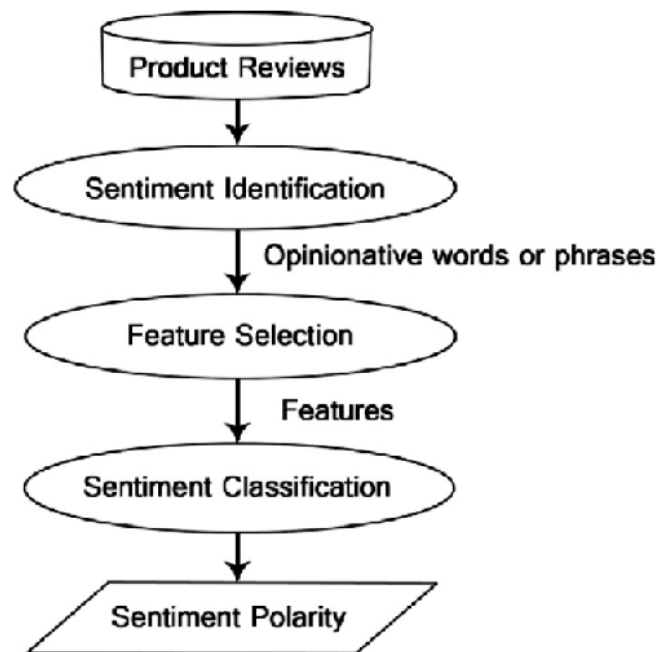 Product Reviews
Sentiment Identification
Opinionative words or phrases
Feature Selection
Features
Sentiment Classification
Sentiment Polarity